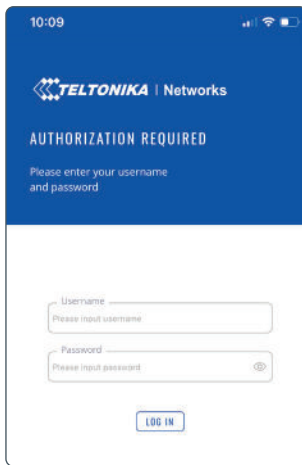 10:09
TELTONIKA | Networks
AUTHORIZATION REQUIRED
Please enter your username
and password
Username
Please input username
Password
Please input password
LOG IN